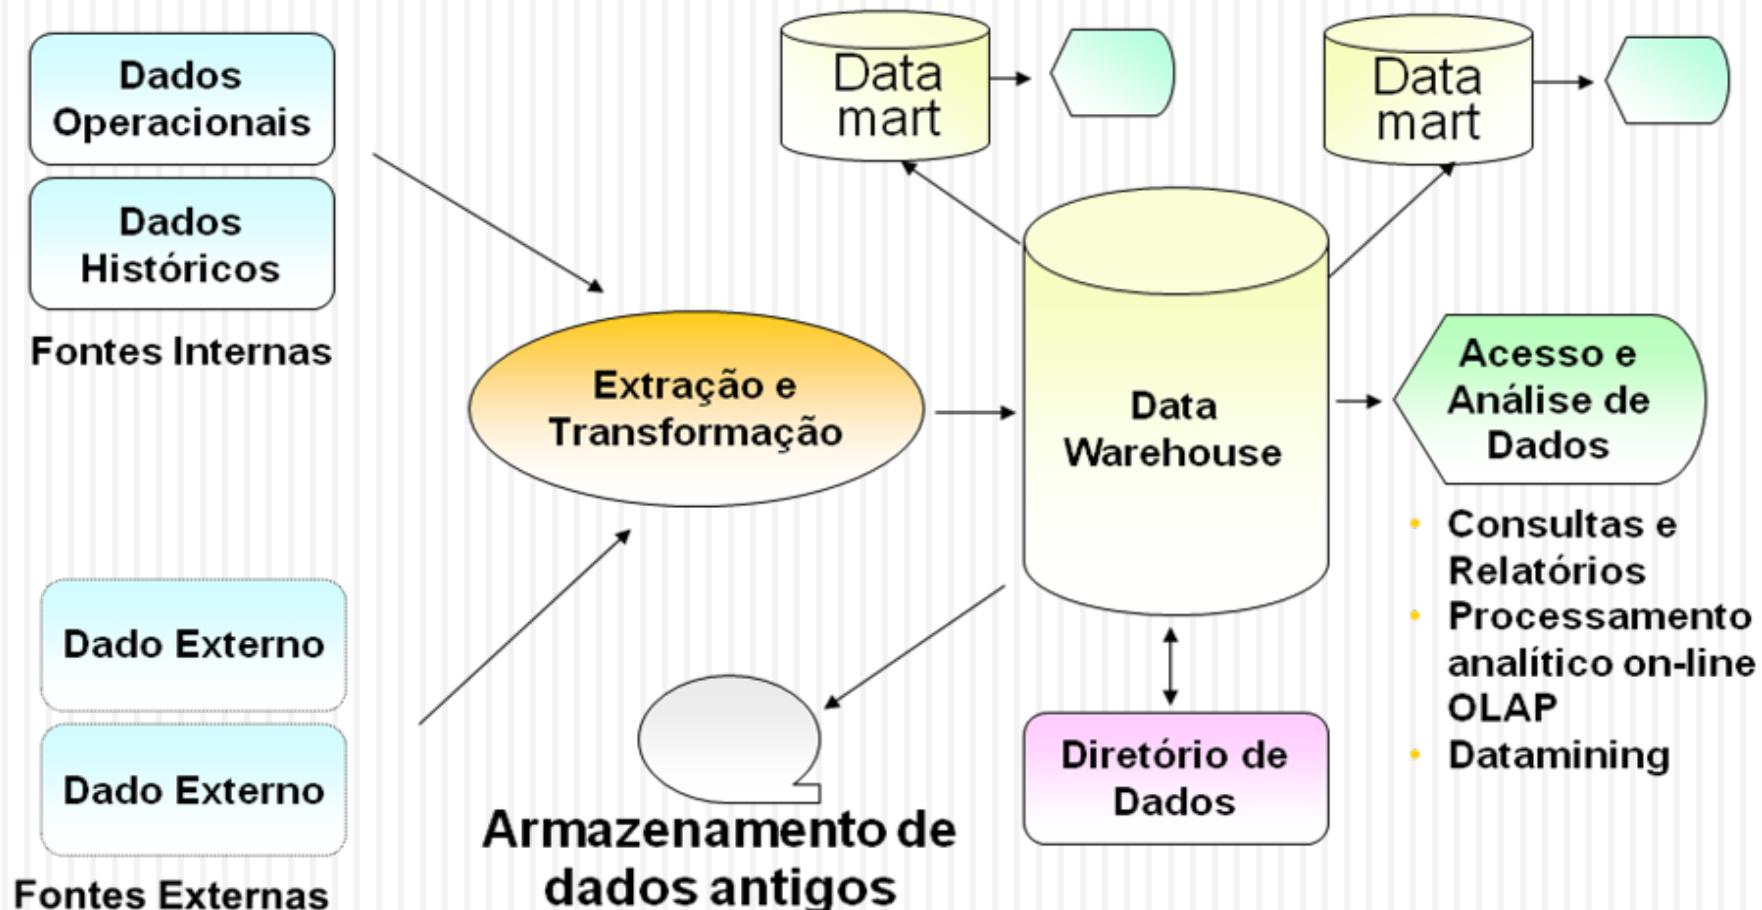 Dados
Operacionais
Dados
Históricos
Fontes Internas
Dado Externo
Dado Externo
Fontes Externas
Extração e
Transformação
Armazenamento de
dados antigos
Data
mart
Data
mart
Data
Warehouse
Diretório de
Dados
Acesso e
Análise de
Dados
• Consultas e
Relatórios
• Processamento
analítico on-line
OLAP
• Datamining